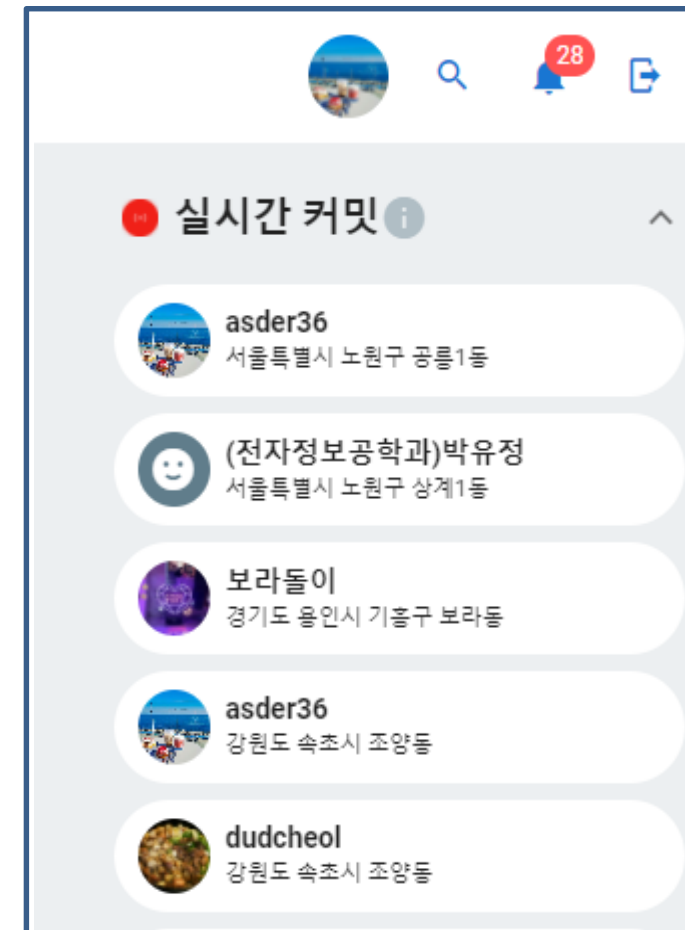 28
실시간 커밋
asder36
서울특별시 노원구 공릉1동
(전자정보공학과)박유정
서울특별시 노원구 상계1동
보라돌이
경기도 용인시 기흥구 보라동
asder36
강원도 속초시 조양동
dudcheol
강원도 속초시 조양동